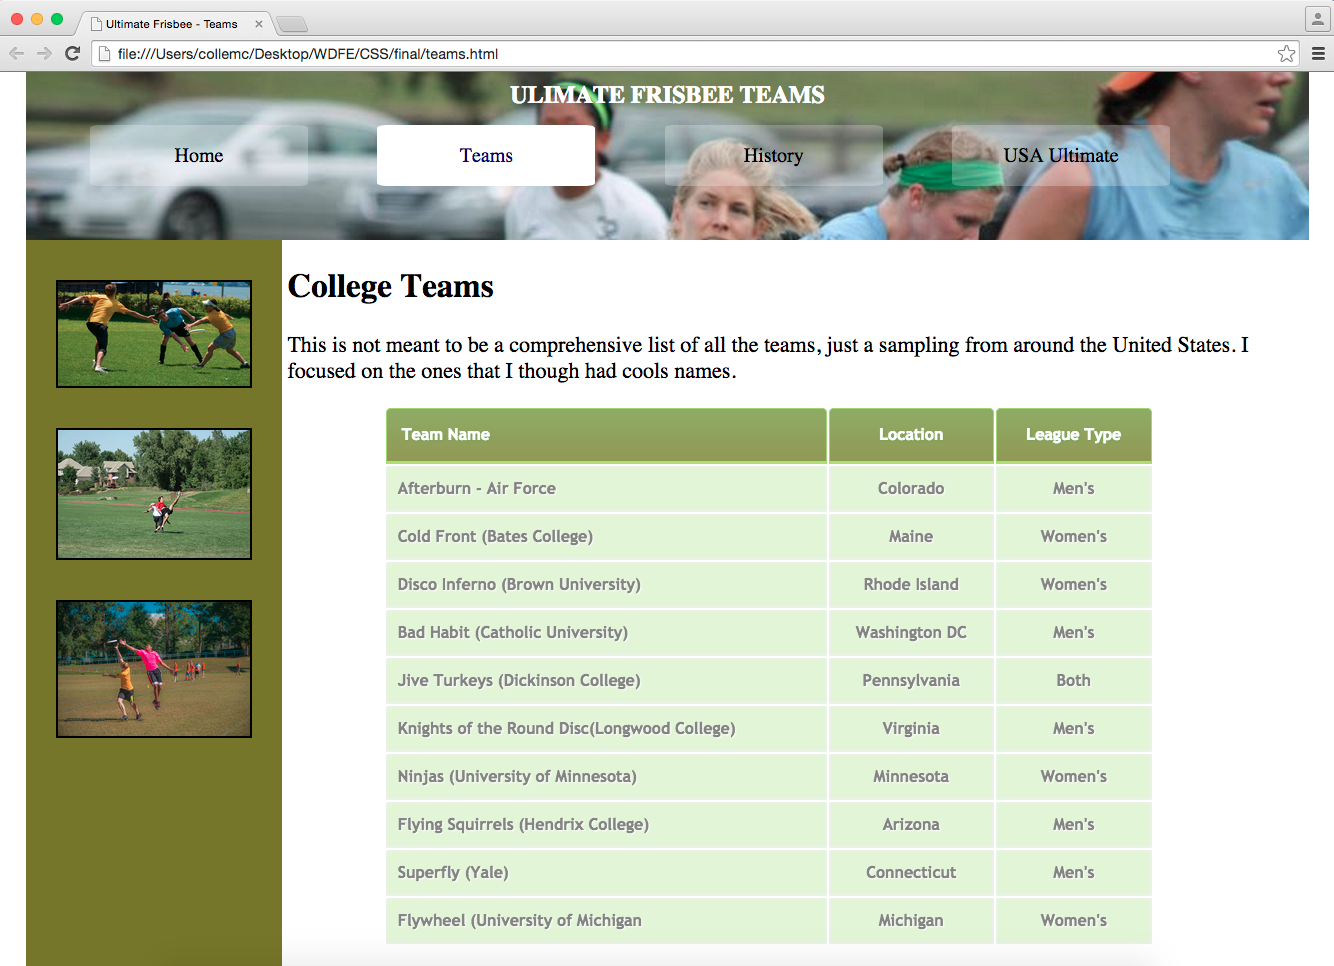 Ultimate Frisbee - Teams
file:///Users/collemc/Desktop/WDFE/CSS/final/teams.html
ULIMATE FRISBEE TEAMS
Home Teams History USA Ultimate
College Teams
This is not meant to be a comprehensive list of all the teams, just a sampling from around the United States. I
focused on the ones that I though had cools names.
Team Name Location League Type
Afterburn - Air Force Colorado Men's
Cold Front (Bates College) Maine Women's
Disco Inferno (Brown University) Rhode Island Women's
Bad Habit (Catholic University) Washington DC Men's
Jive Turkeys (Dickinson College) Pennsylvania Both
Knights of the Round Disc(Longwood College) Virginia Men's
Ninjas (University of Minnesota) Minnesota Women's
Flying Squirrels (Hendrix College) Arizona Men's
Superfly (Yale) Connecticut Men's
Flywheel (University of Michigan Michigan Women's